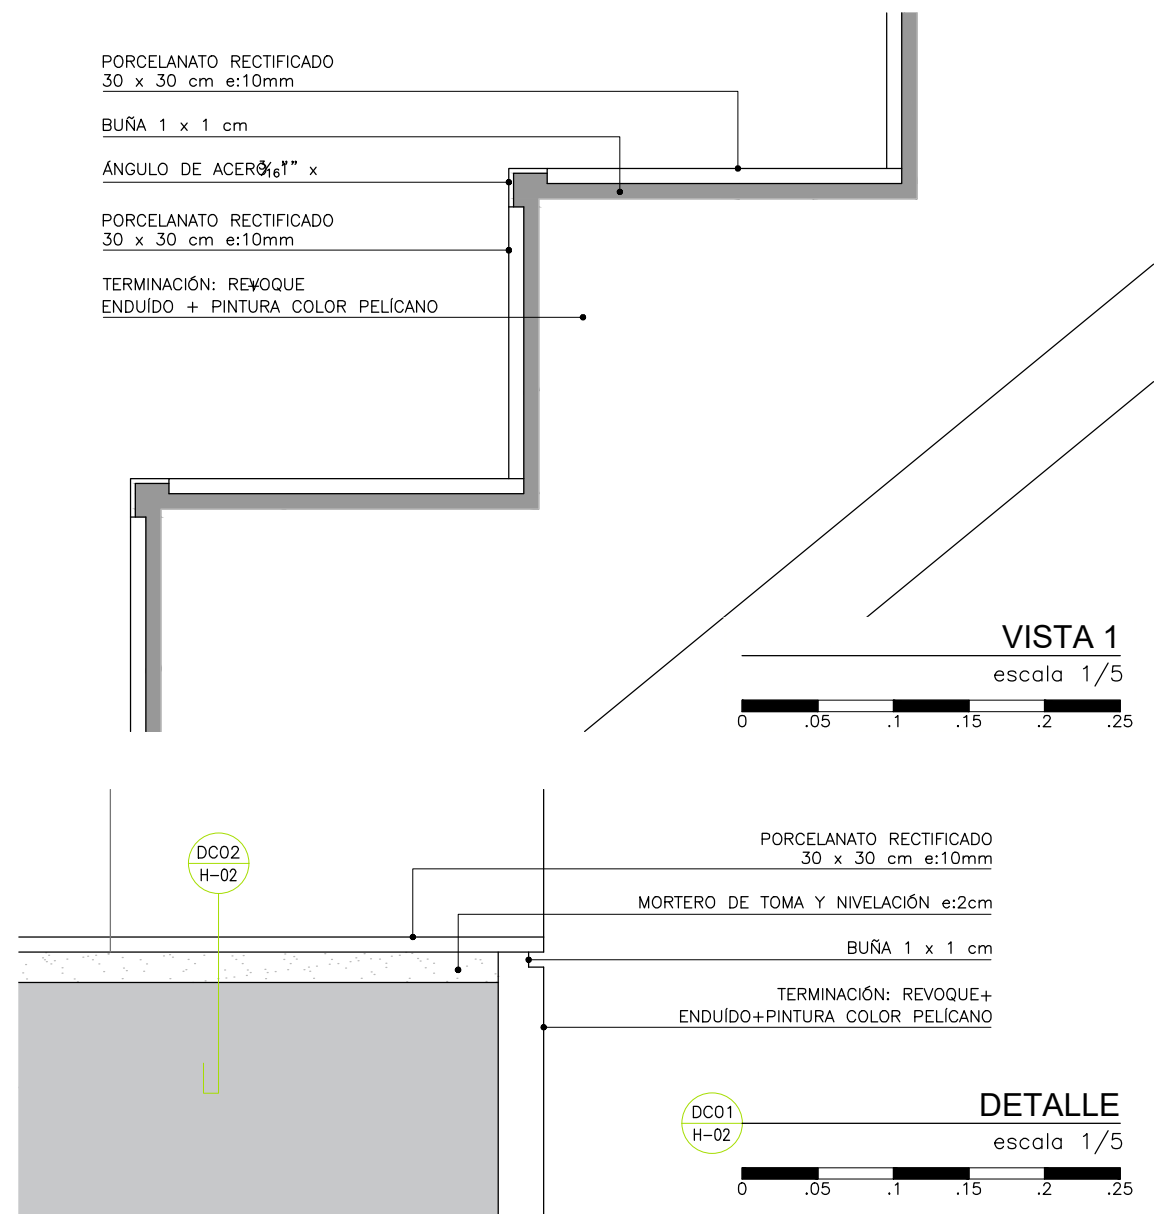 PORCELANATO RECTIFICADO
30 x 30 cm e:10mm
BUÑA 1 x 1 cm
ÁNGULO DE ACERO x
PORCELANATO RECTIFICADO
30 x 30 cm e:10mm
TERMINACIÓN: REVOQUE
ENDUÍDO + PINTURA COLOR PELÍCANO
VISTA 1
escala 1/5
0 .05 .1 .15 .2 .25
DC02
H-02
PORCELANATO RECTIFICADO
30 x 30 cm e:10mm
MORTERO DE TOMA Y NIVELACIÓN e:2cm
BUÑA 1 x 1 cm
TERMINACIÓN: REVOQUE+
ENDUÍDO+PINTURA COLOR PELÍCANO
DC01
H-02
DETALLE
escala 1/5
0 .05 .1 .15 .2 .25